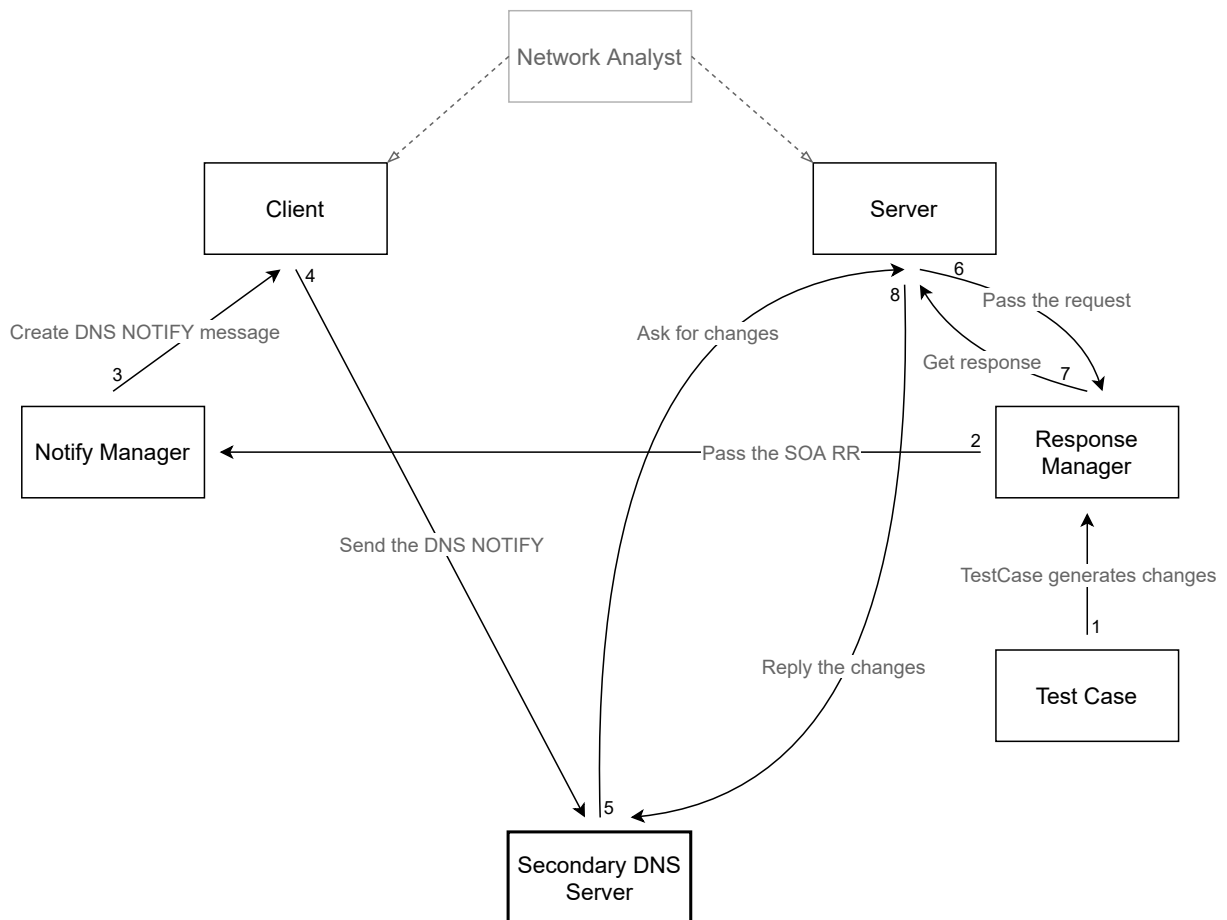 Network Analyst
Client
Server
4
6
8
Pass the request
Create DNS NOTIFY message
Ask for changes
Get response
3
7
Notify Manager
Pass the SOA RR
2
Response
Manager
Send the DNS NOTIFY
TestCase generates changes
1
Reply the changes
Test Case
5
Secondary DNS
Server